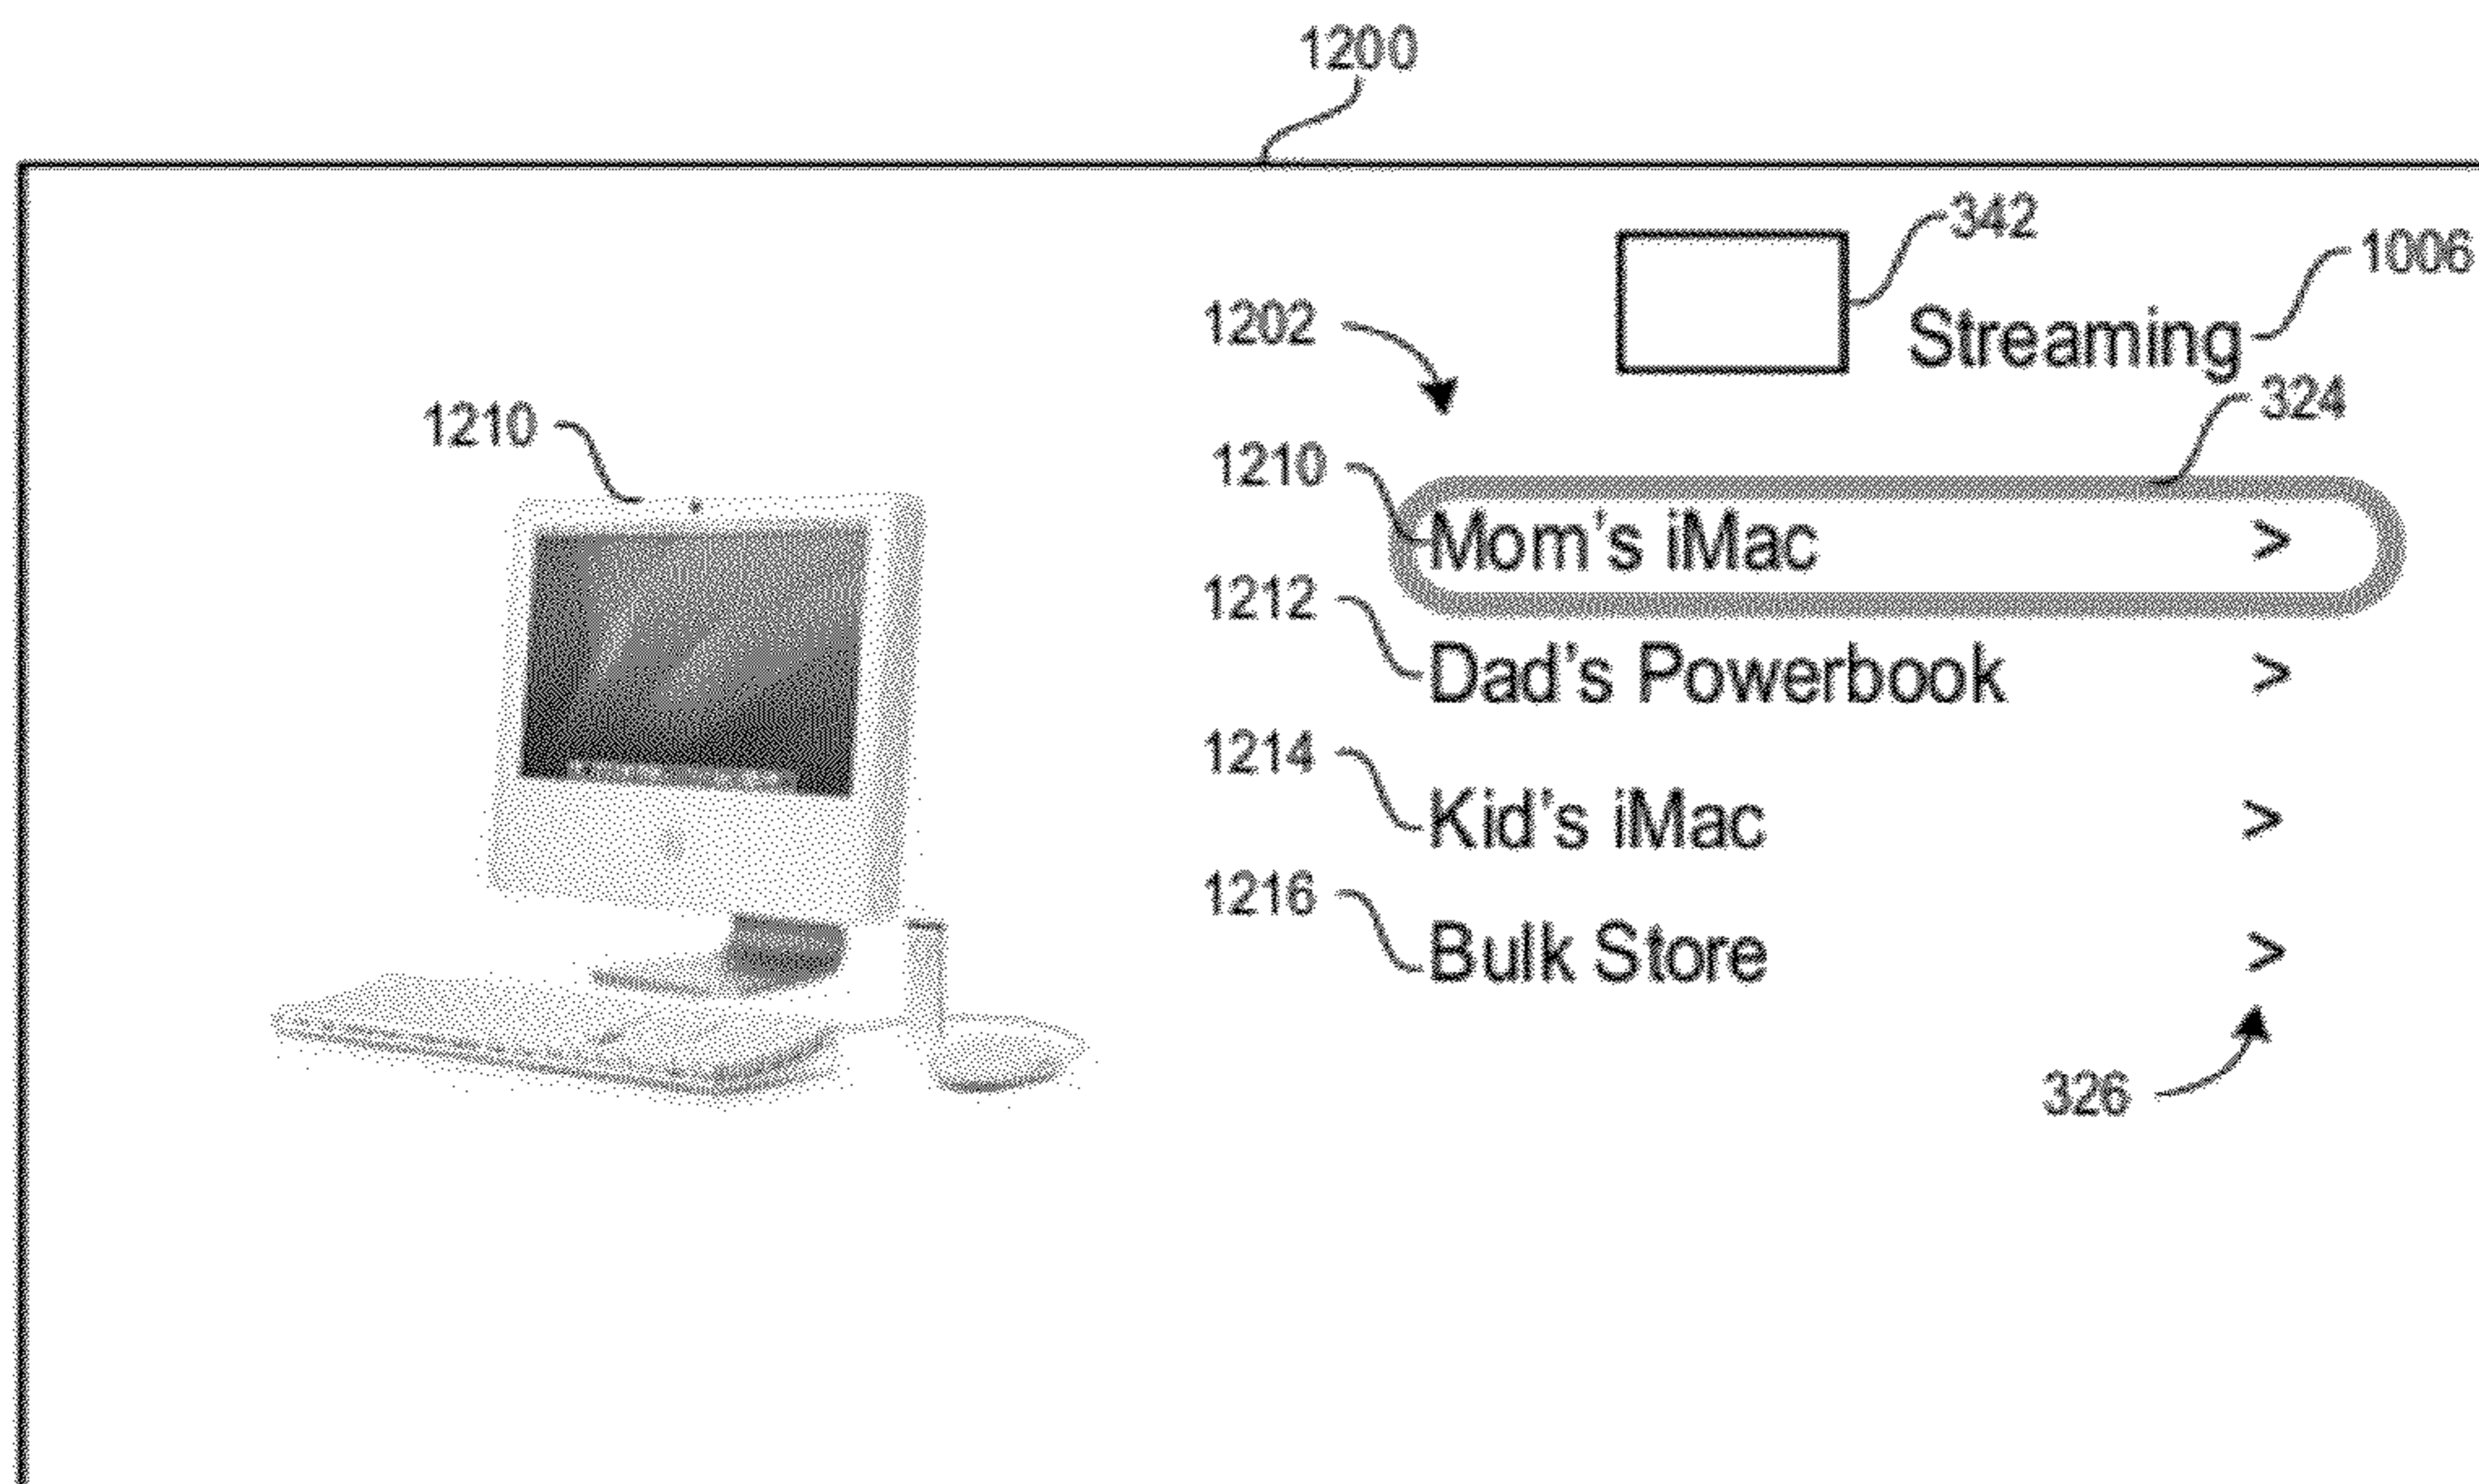 1200
342
1006
1202
Streaming
324
1210
1210
Mom's iMac >
1212
Dad's Powerbook >
1214
Kid's iMac >
1216
Bulk Store >
326